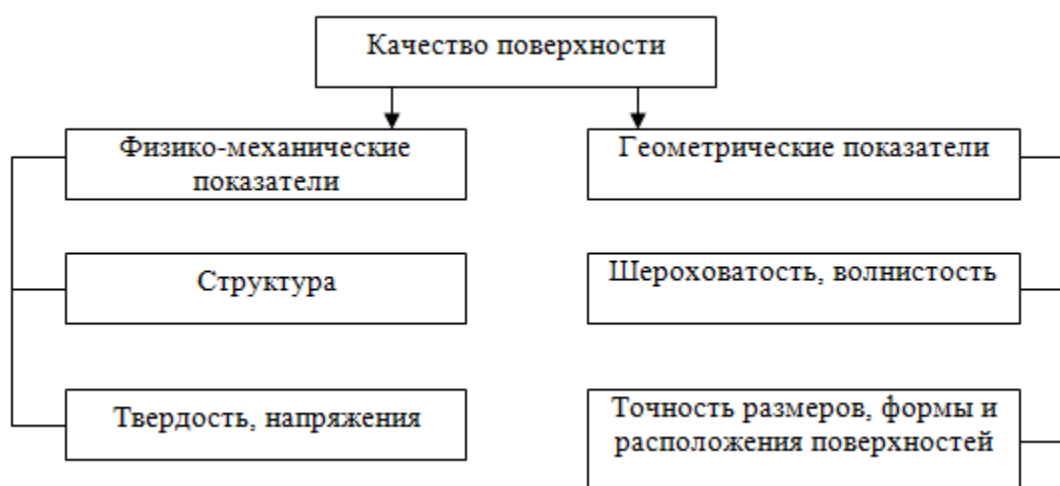 Качество поверхности
Физико-механические
показатели
Геометрические показатели
Структура
Шероховатость, волнистость
Твердость, напряжения
Точность размеров, формы и
расположения поверхностей